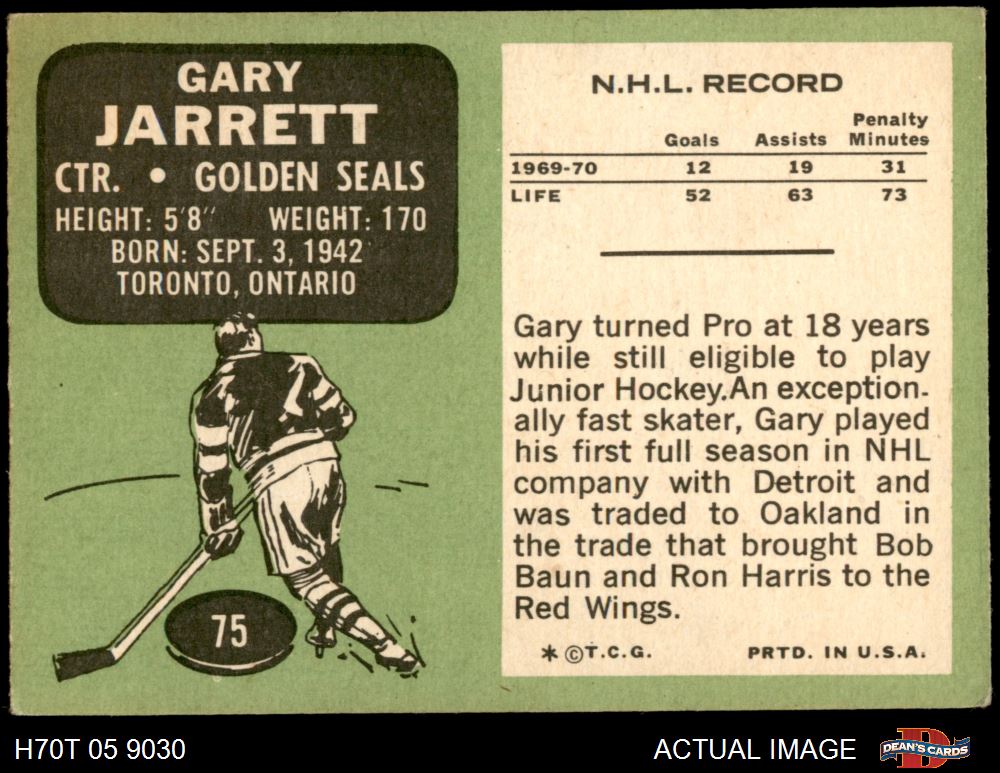 GARY
JARRETT
CTR. • GOLDEN SEALS
HEIGHT: 5'8" WEIGHT: 170
BORN: SEPT. 3, 1942
TORONTO, ONTARIO
75
N.H.L. RECORD
Goals Assists Penalty Minutes
1969-70 12 19 31
LIFE 52 63 73
Gary turned Pro at 18 years
while still eligible to play
Junior Hockey.An exception-
ally fast skater, Gary played
his first full season in NHL
company with Detroit and
was traded to Oakland in
the trade that brought Bob
Baun and Ron Harris to the
Red Wings.
* ©T.C.G. PRTD. IN U.S.A.
H70T 05 9030 ACTUAL IMAGE DEAN'S CARDS